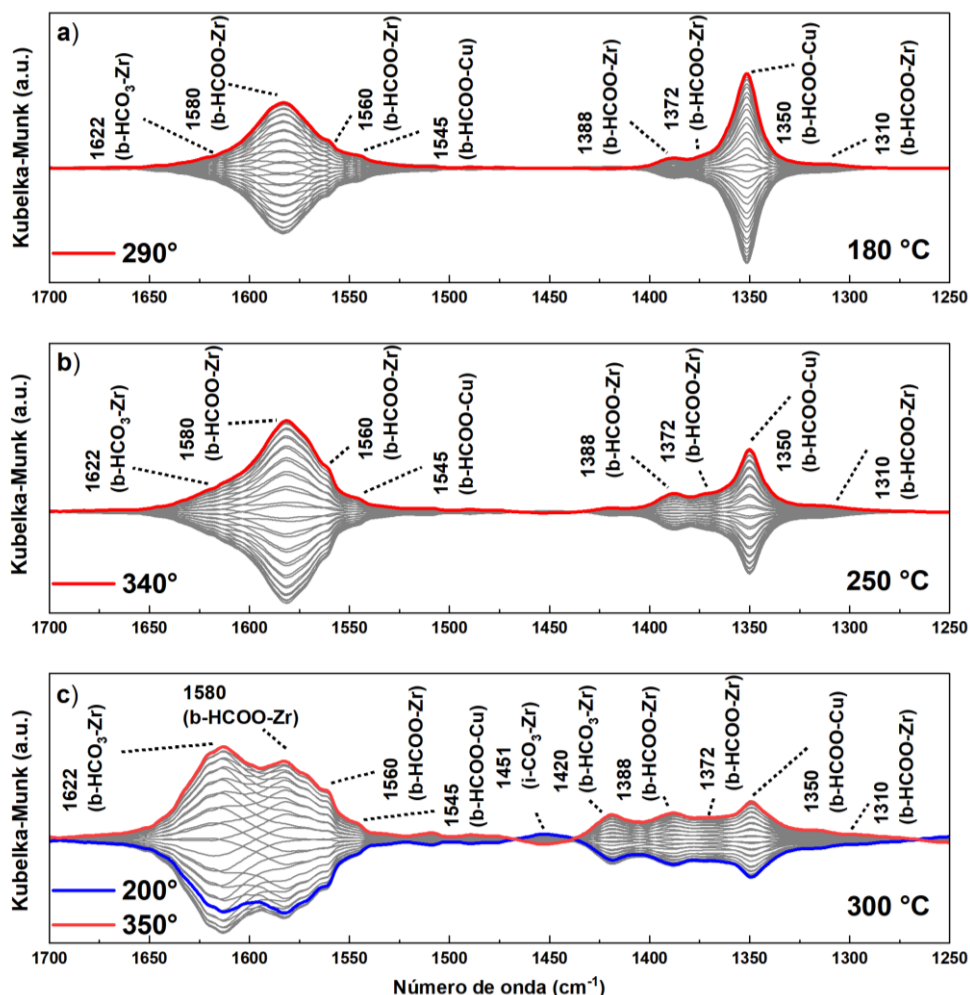 a)
Kubelka-Munk (a.u.)
1622
(b-HCO₃-Zr)
1580
(b-HCOO-Zr)
1560
(b-HCOO-Zr)
1545
(b-HCOO-Cu)
1388
(b-HCOO-Zr)
1372
(b-HCOO-Zr)
1350
(b-HCOO-Cu)
1310
(b-HCOO-Zr)
290°
180 °C
1700 1650 1600 1550 1500 1450 1400 1350 1300 1250
b)
Kubelka-Munk (a.u.)
1622
(b-HCO₃-Zr)
1580
(b-HCOO-Zr)
1560
(b-HCOO-Zr)
1545
(b-HCOO-Cu)
1388
(b-HCOO-Zr)
1372
(b-HCOO-Zr)
1350
(b-HCOO-Cu)
1310
(b-HCOO-Zr)
340°
250 °C
1700 1650 1600 1550 1500 1450 1400 1350 1300 1250
c)
Kubelka-Munk (a.u.)
1622
(b-HCO₃-Zr)
1580
(b-HCOO-Zr)
1560
(b-HCOO-Zr)
1545
(b-HCOO-Cu)
1451
(i-CO₃-Zr)
1420
(b-HCO₃-Zr)
1388
(b-HCOO-Zr)
1372
(b-HCOO-Zr)
1350
(b-HCOO-Cu)
1310
(b-HCOO-Zr)
200°
350°
300 °C
1700 1650 1600 1550 1500 1450 1400 1350 1300 1250
Número de onda (cm⁻¹)